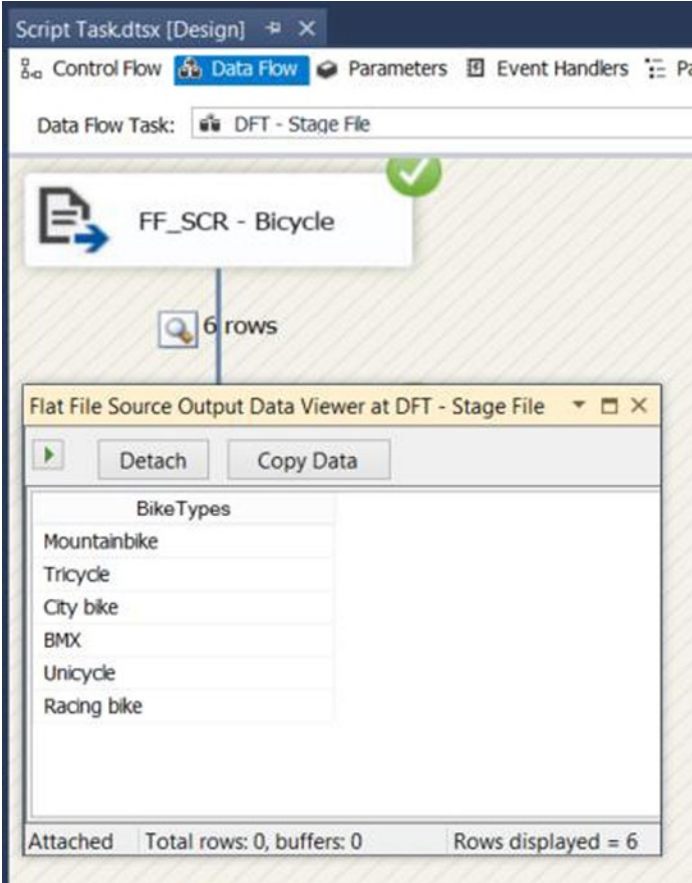 Script Task.dtsx [Design]
Control Flow Data Flow Parameters Event Handlers
Data Flow Task: DFT - Stage File
FF_SCR - Bicycle
6 rows
Flat File Source Output Data Viewer at DFT - Stage File
Detach Copy Data
BikeTypes
Mountainbike
Tricycle
City bike
BMX
Unicycle
Racing bike
Attached Total rows: 0, buffers: 0 Rows displayed = 6